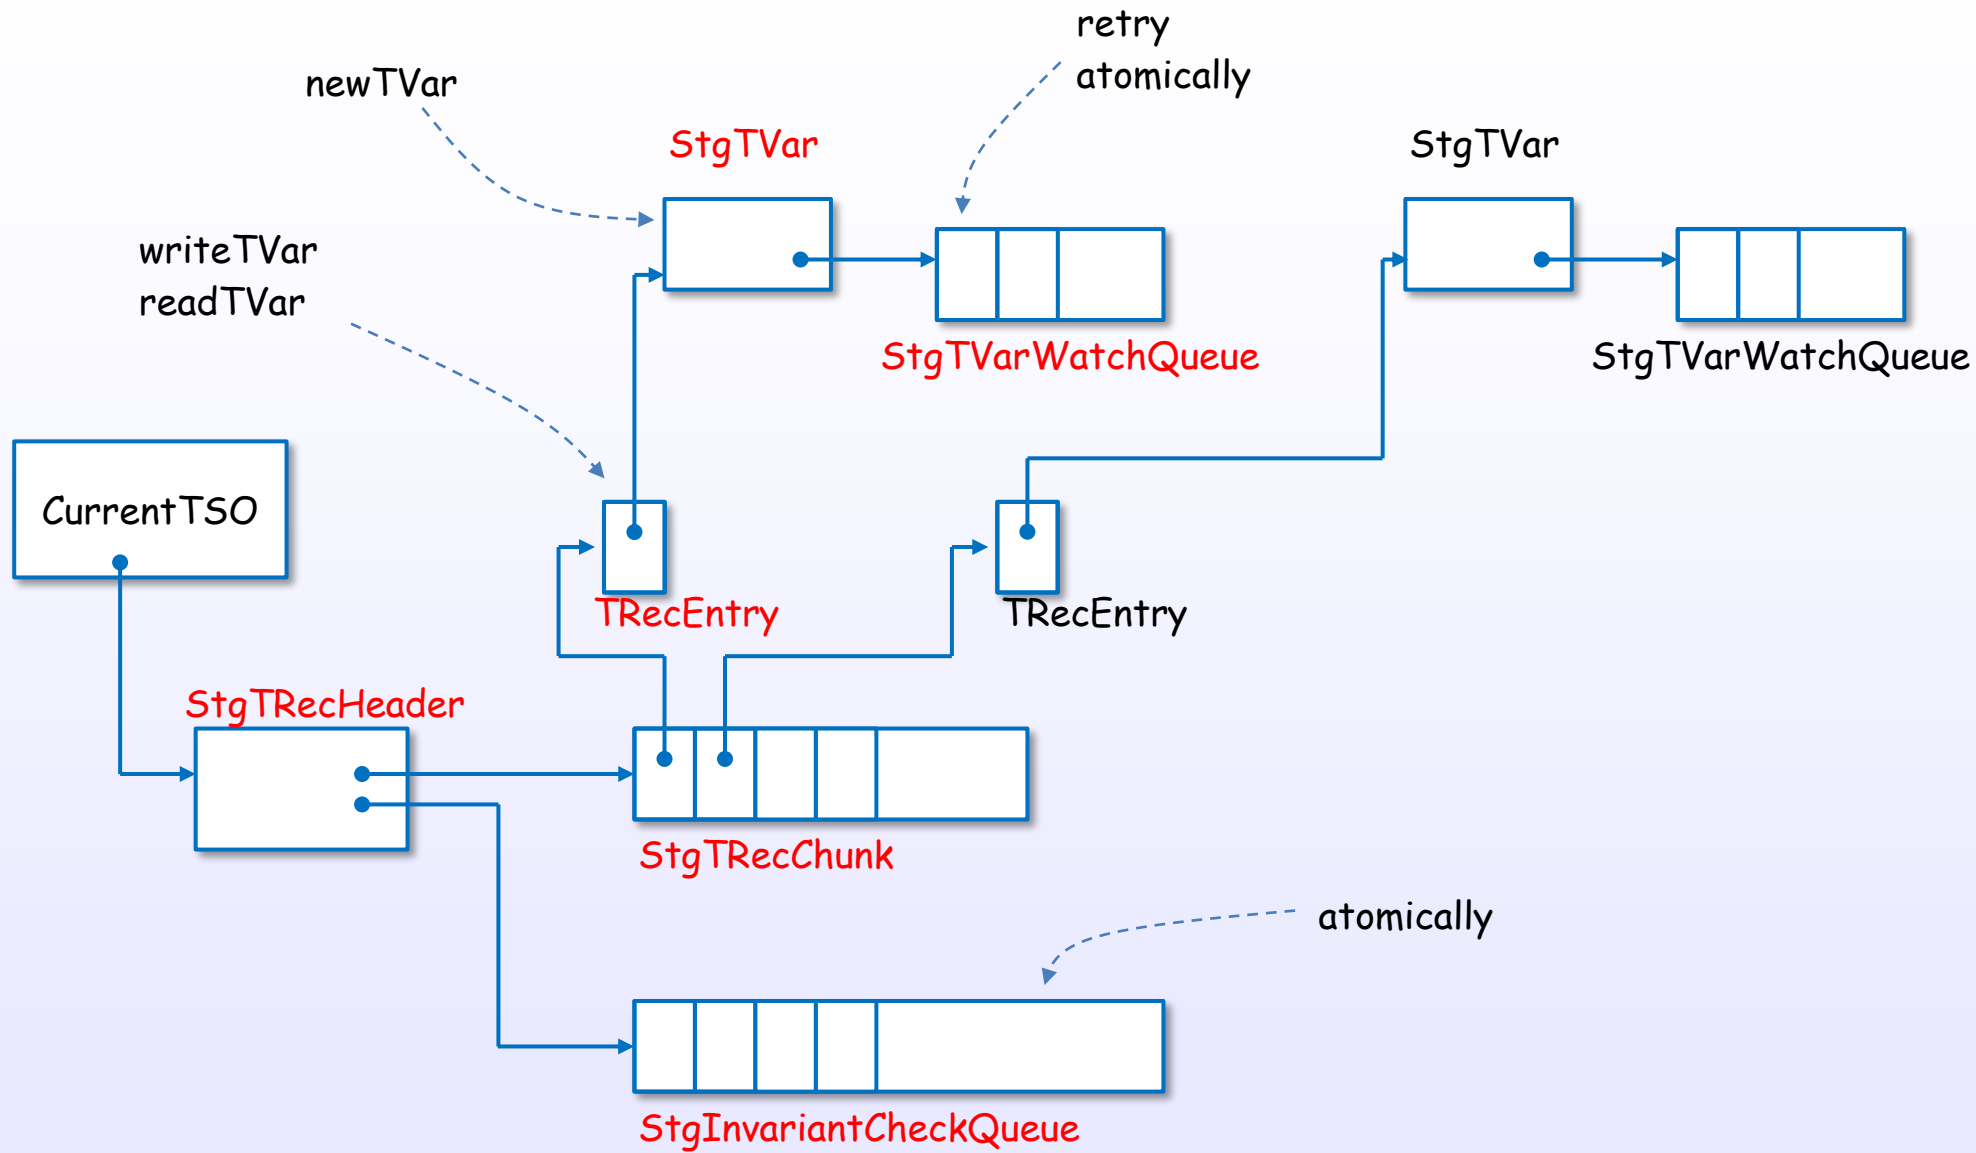 retry
atomically
newTVar
StgTVar
StgTVar
writeTVar
readTVar
StgTVarWatchQueue
StgTVarWatchQueue
CurrentTSO
TRecEntry
TRecEntry
StgTRecHeader
StgTRecChunk
atomically
StgInvariantCheckQueue